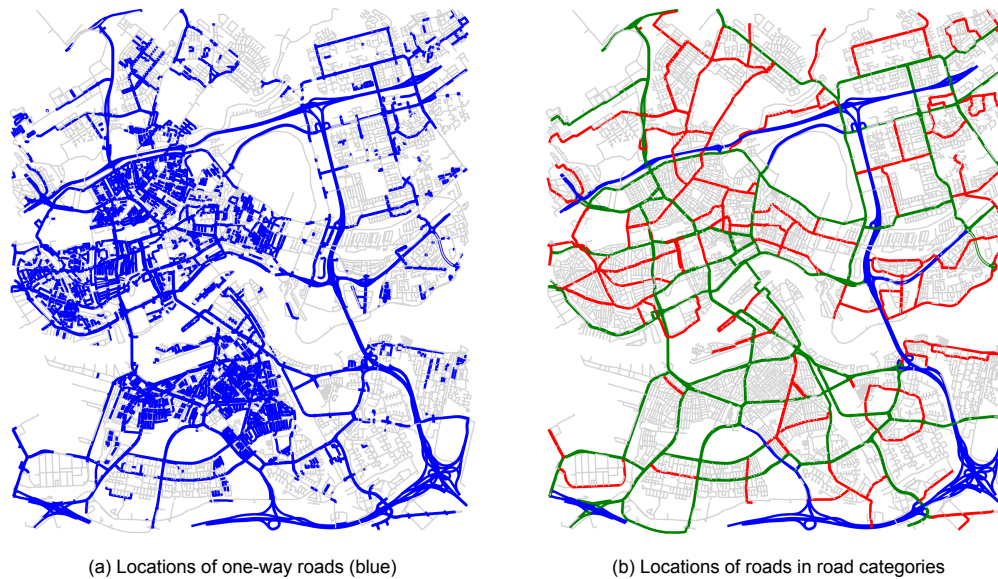 (a) Locations of one-way roads (blue)
(b) Locations of roads in road categories